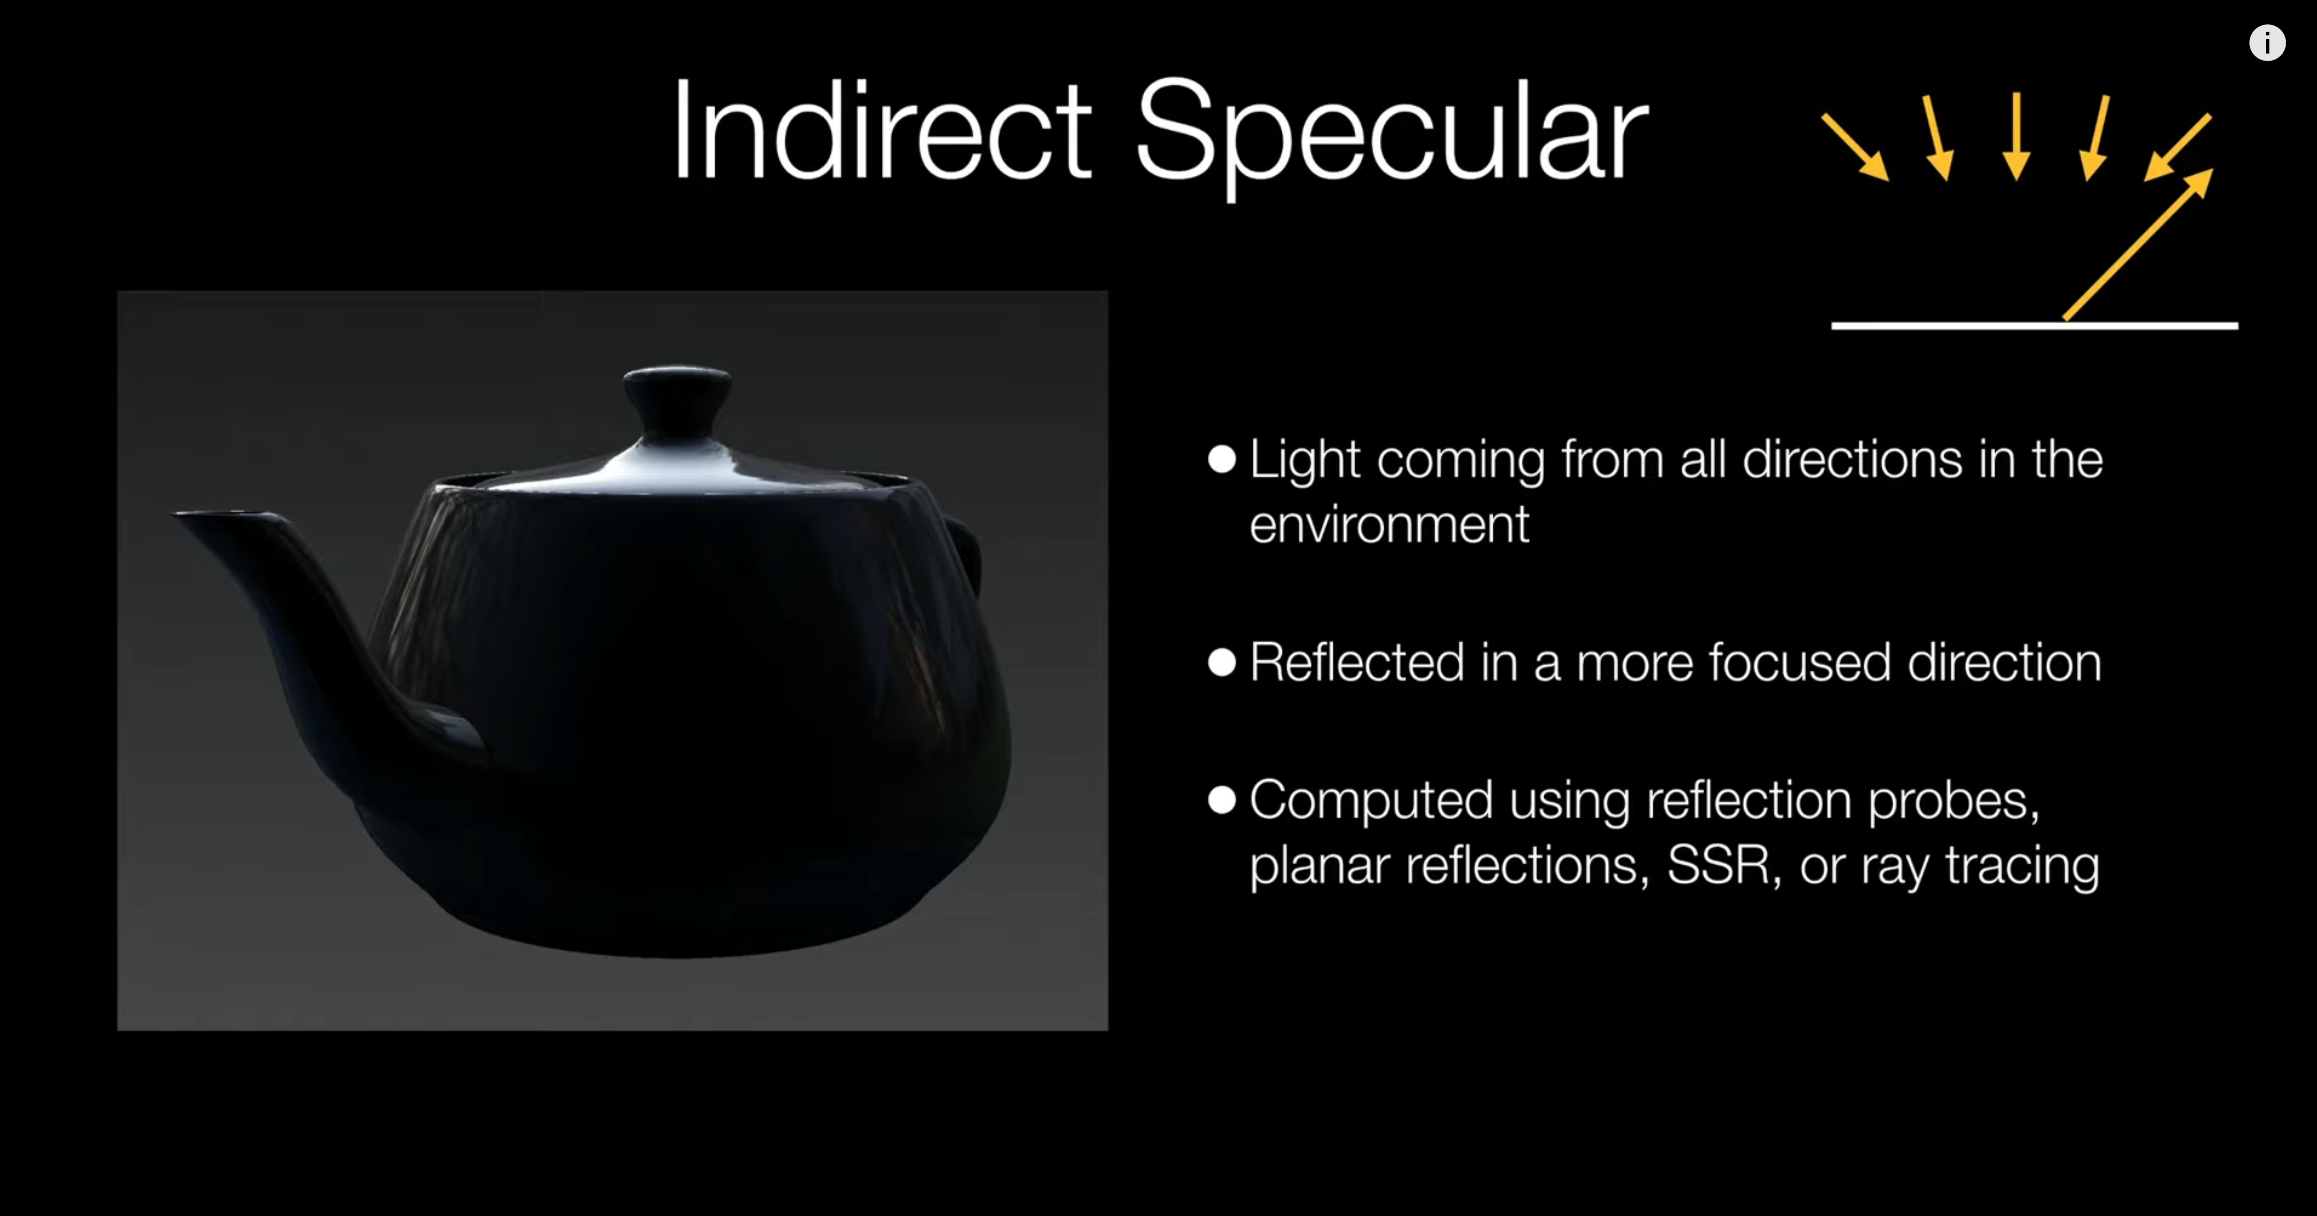 Indirect Specular
i
● Light coming from all directions in the
environment
● Reflected in a more focused direction
● Computed using reflection probes,
planar reflections, SSR, or ray tracing